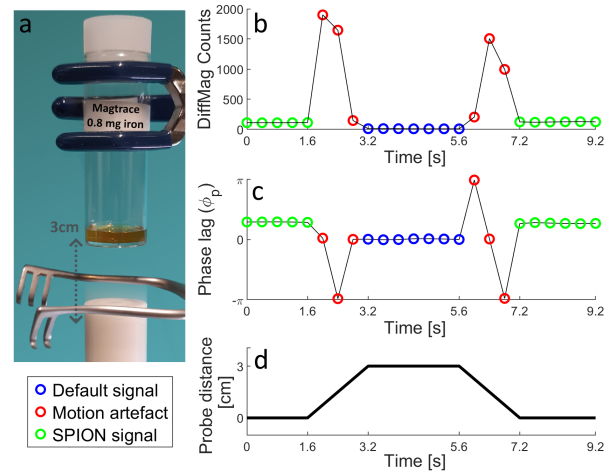 a
Magtrace
0.8 mg iron
3cm
Default signal
Motion artefact
SPION signal
b
DiffMag Counts
2000
1500
1000
500
0
0 1.6 3.2 5.6 7.2 9.2
Time [s]
c
Phase lag (ϕp)
π
0
-π
0 1.6 3.2 5.6 7.2 9.2
Time [s]
d
Probe distance
[cm]
3
0
0 1.6 3.2 5.6 7.2 9.2
Time [s]